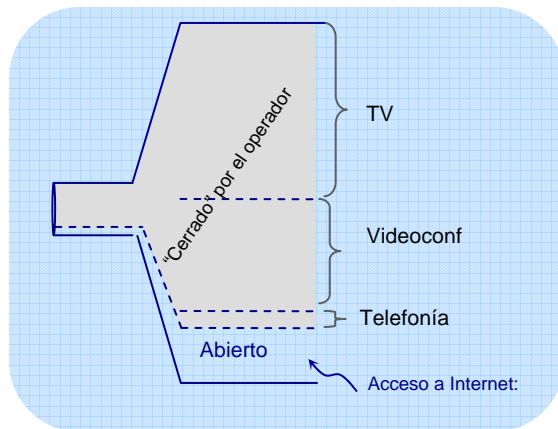 TV
"Cerrado" por el operador
Videoconf
Telefonía
Abierto
Acceso a Internet: